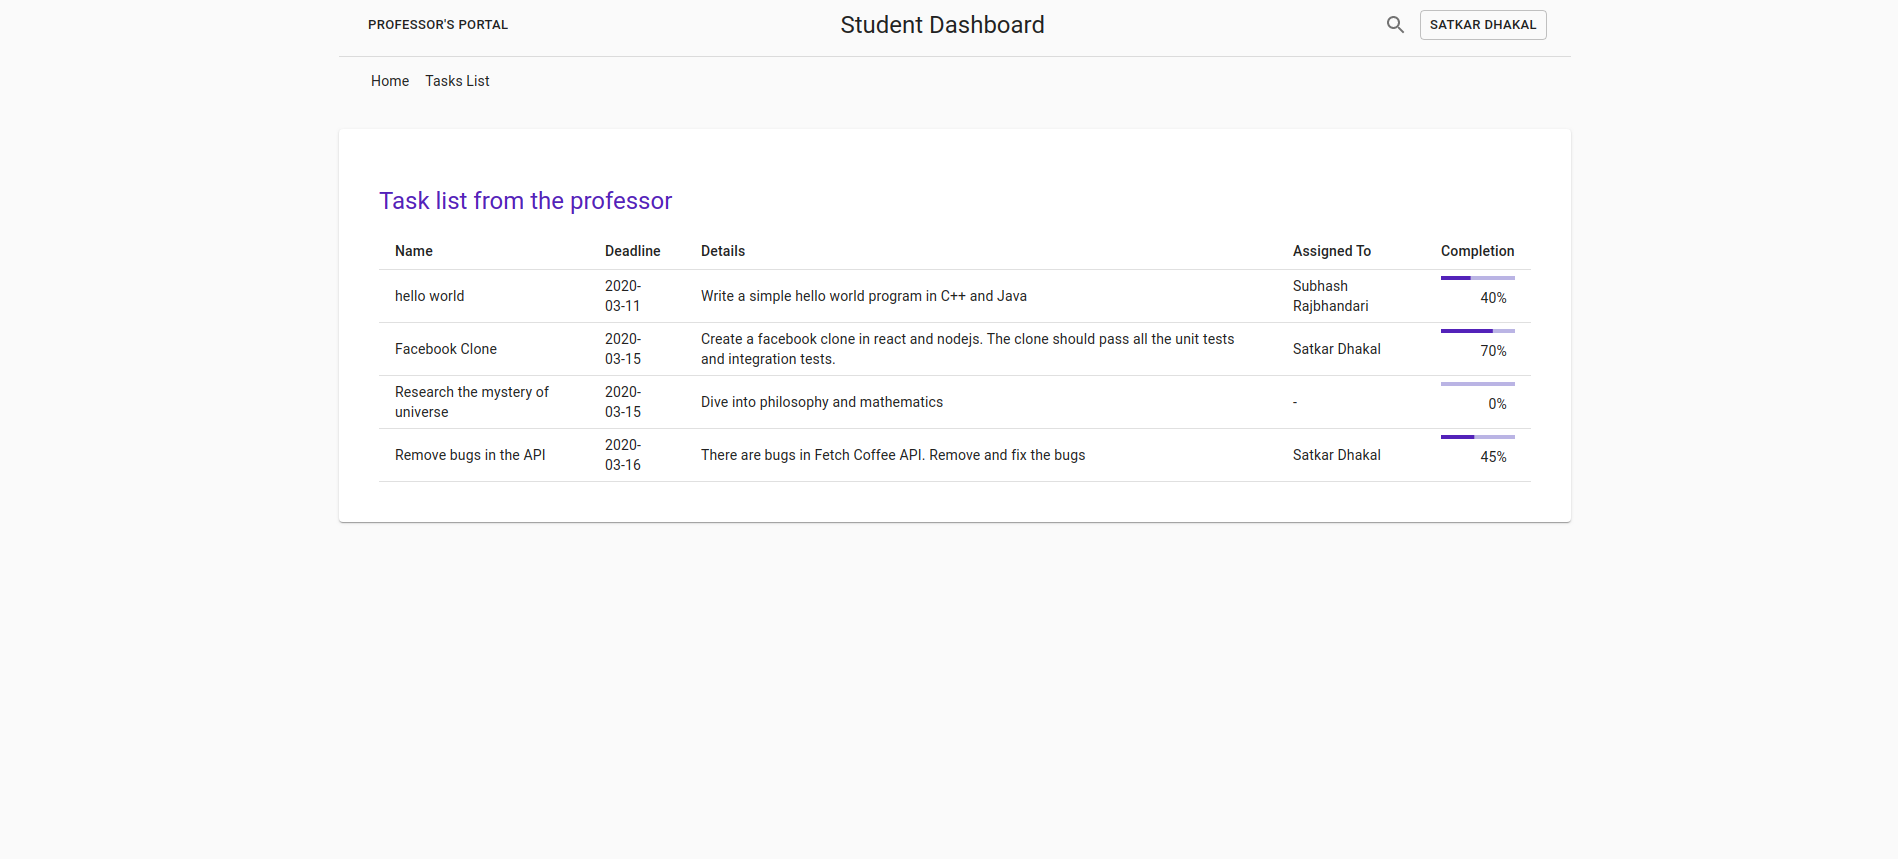 PROFESSOR'S PORTAL
Student Dashboard
SATKAR DHAKAL
Home
Tasks List
Task list from the professor
Name
Deadline
Details
Assigned To
Completion
hello world
2020-
03-11
Write a simple hello world program in C++ and Java
Subhash
Rajbhandari
40%
Facebook Clone
2020-
03-15
Create a facebook clone in react and nodejs. The clone should pass all the unit tests
and integration tests.
Satkar Dhakal
70%
Research the mystery of
universe
2020-
03-15
Dive into philosophy and mathematics
-
0%
Remove bugs in the API
2020-
03-16
There are bugs in Fetch Coffee API. Remove and fix the bugs
Satkar Dhakal
45%